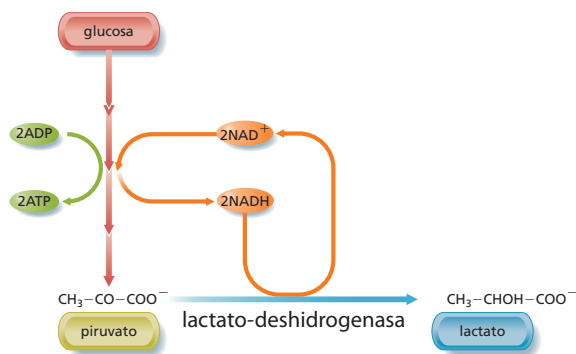 glucosa
2ADP
2NAD+
2ATP
2NADH
CH3–CO–COO−
CH3–CHOH–COO−
lactato-deshidrogenasa
piruvato
lactato